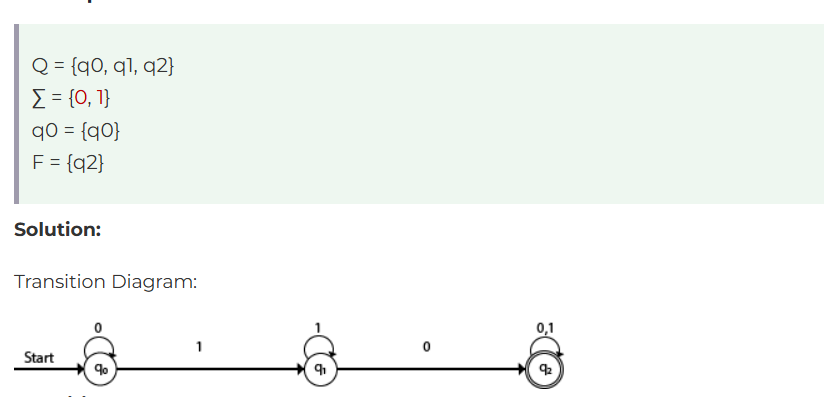 Q = {q0, q1, q2}
∑ = {0, 1}
q0 = {q0}
F = {q2}
Solution:
Transition Diagram:
0 1 0,1
1 0
Start
q0 q1 q2